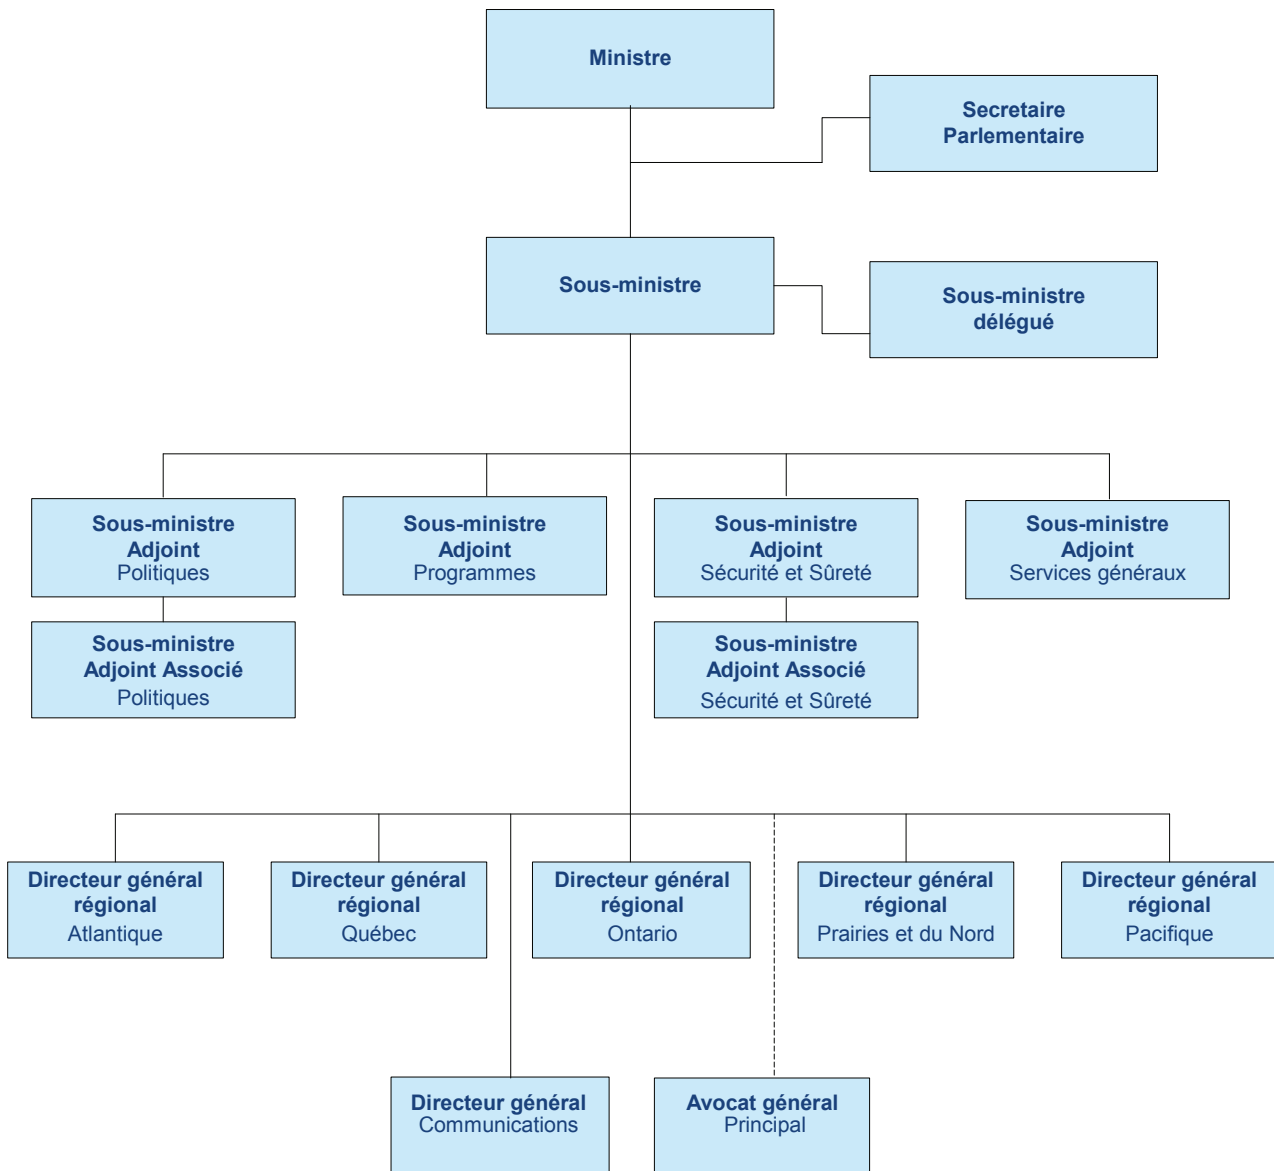 Ministre
Secretaire
Parlementaire
Sous-ministre
Sous-ministre
délégué
Sous-ministre
Adjoint
Politiques
Sous-ministre
Adjoint
Programmes
Sous-ministre
Adjoint
Sécurité et Sûreté
Sous-ministre
Adjoint
Services généraux
Sous-ministre
Adjoint Associé
Politiques
Sous-ministre
Adjoint Associé
Sécurité et Sûreté
Directeur général
régional
Atlantique
Directeur général
régional
Québec
Directeur général
régional
Ontario
Directeur général
régional
Prairies et du Nord
Directeur général
régional
Pacifique
Directeur général
Communications
Avocat général
Principal